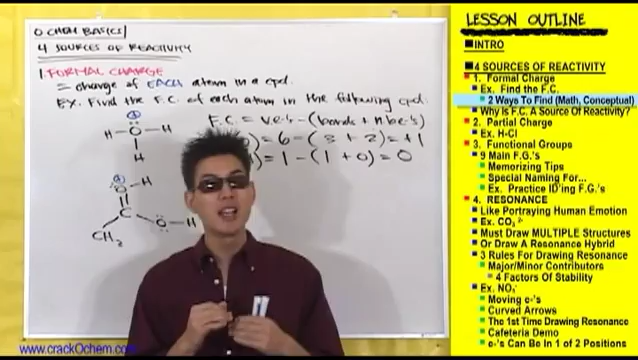 O CHEM BASICS
4 SOURCES OF REACTIVITY
1. FORMAL CHARGE
= charge of EACH atom in a cpd.
EX. Find the F.C. of each atom in the following cpd:
F.C = v.e.'s - (bonds + nbe's)
= 6 - (3 + 2) = +1
= 1 - (1 + 0) = 0
H - O - H
H
O - H
C
CH2
O - H
www.crackOchem.com
LESSON OUTLINE
INTRO
4 SOURCES OF REACTIVITY
1. Formal Charge
Ex. Find the F.C.
2 Ways To Find (Math, Conceptual)
Why Is F.C. A Source Of Reactivity?
2. Partial Charge
Ex. H-Cl
3. Functional Groups
9 Main F.G.'s
Memorizing Tips
Special Naming For...
Ex. Practice ID'ing F.G.'s
4. RESONANCE
Like Portraying Human Emotion
Ex. CO₃²⁻
Must Draw MULTIPLE Structures
Or Draw A Resonance Hybrid
3 Rules For Drawing Resonance
Major/Minor Contributors
4 Factors Of Stability
Ex. NO₃⁻
Moving e-'s
Curved Arrows
The 1st Time Drawing Resonance
Cafeteria Demo
e-'s Can Be In 1 of 2 Positions